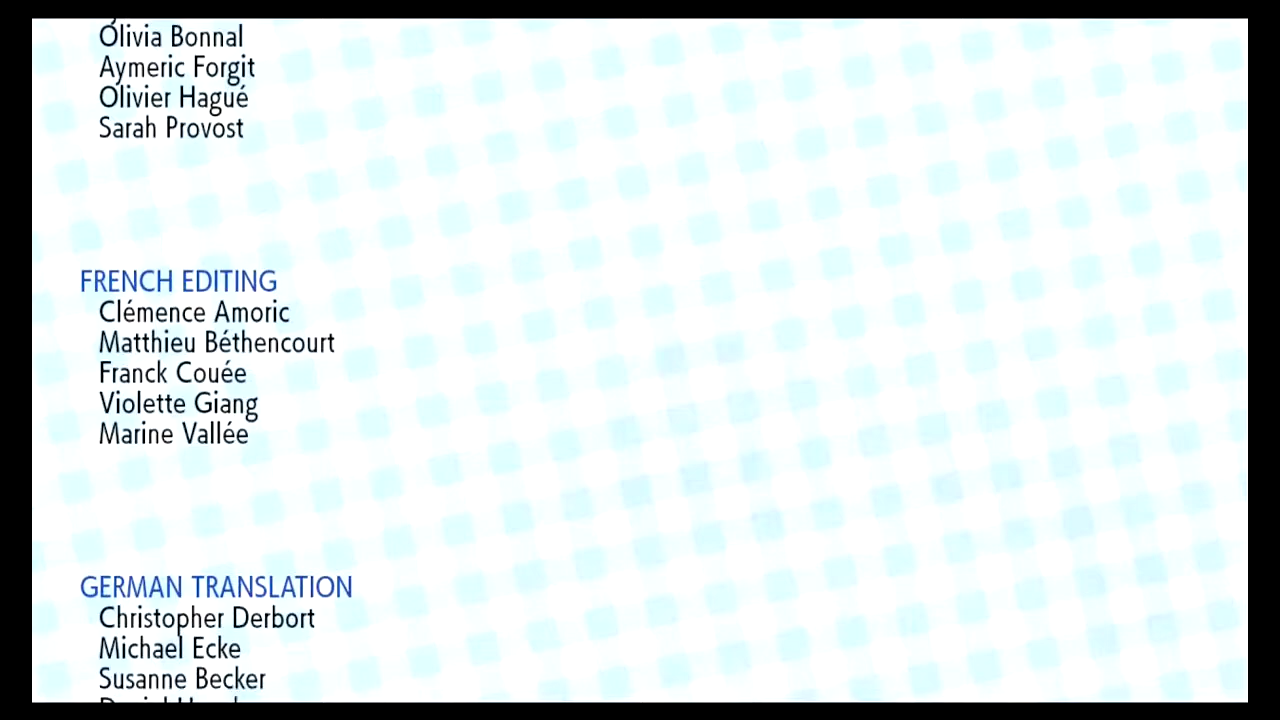 Olivia Bonnal
Aymeric Forgit
Olivier Hagué
Sarah Provost
FRENCH EDITING
Clémence Amoric
Matthieu Béthencourt
Franck Couée
Violette Giang
Marine Vallée
GERMAN TRANSLATION
Christopher Derbort
Michael Ecke
Susanne Becker